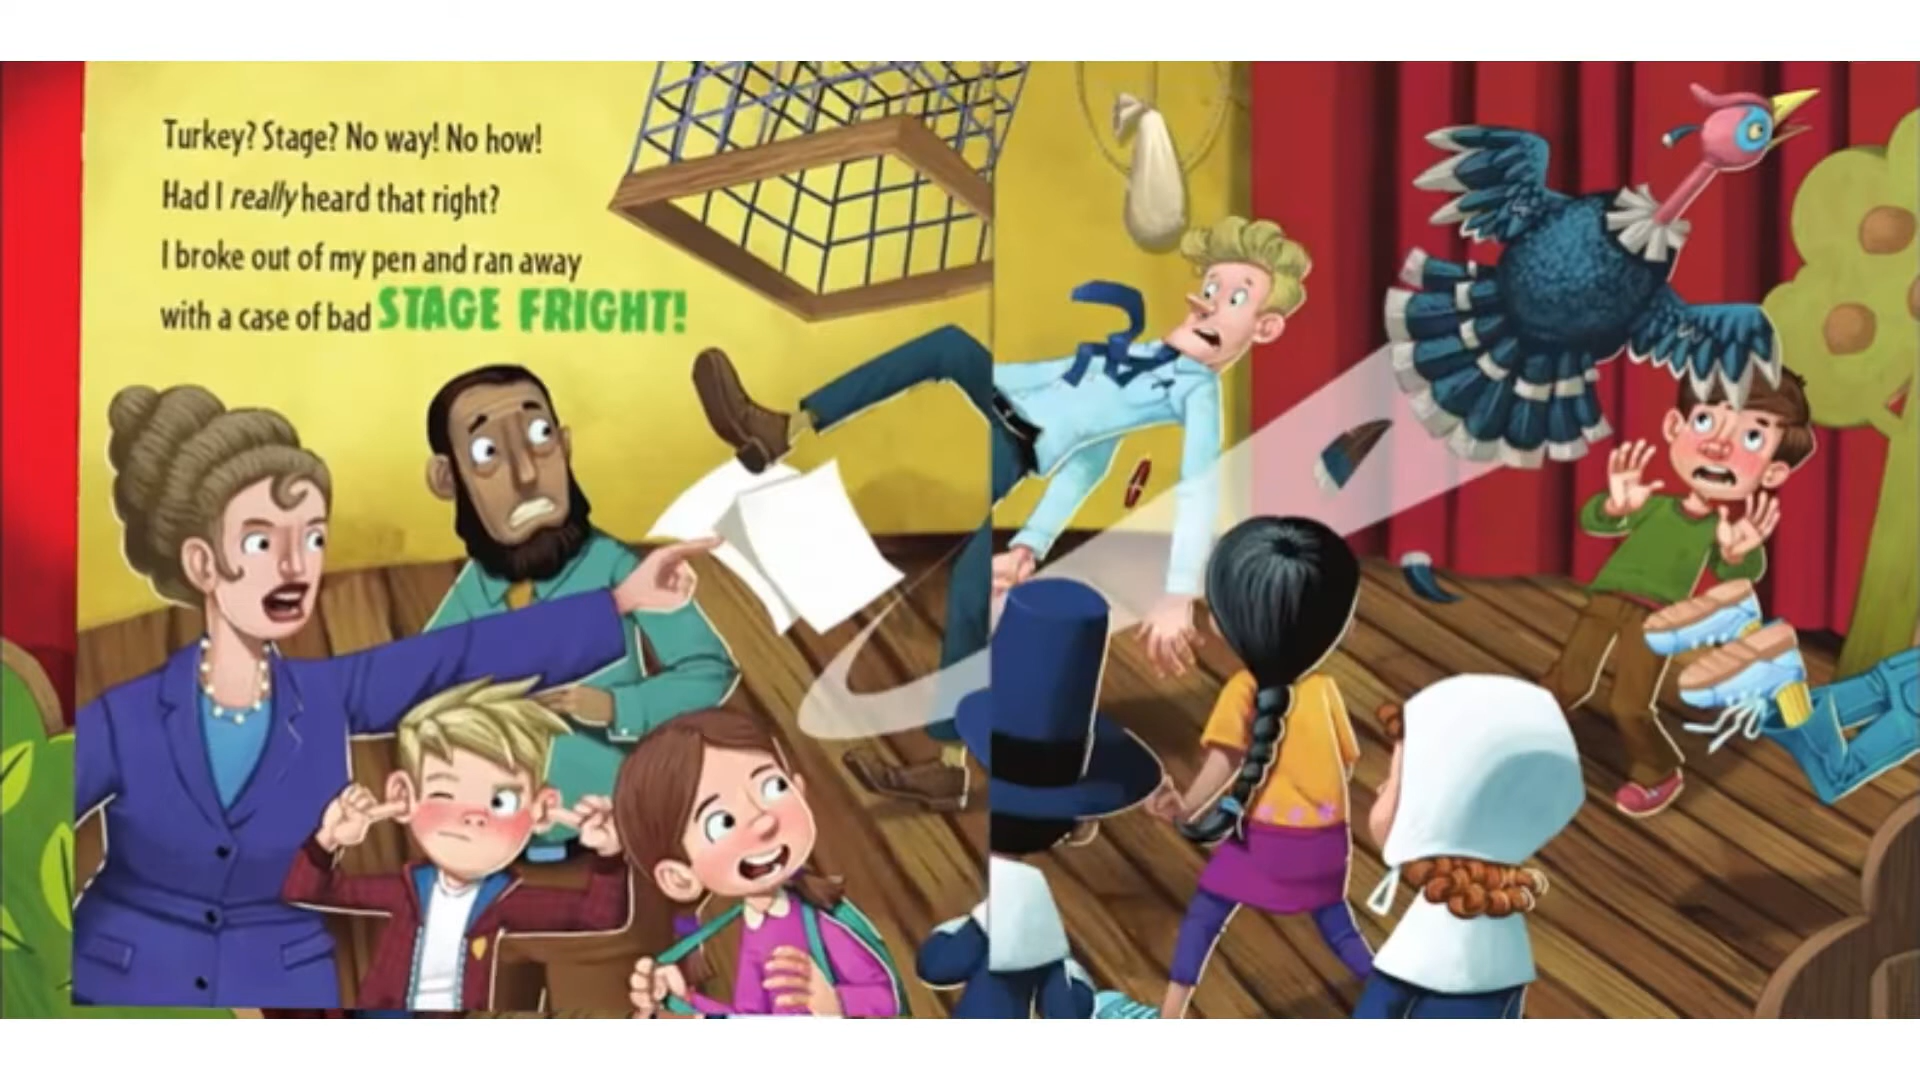 Turkey? Stage? No way! No how!
Had I really heard that right?
I broke out of my pen and ran away
with a case of bad STAGE FRIGHT!